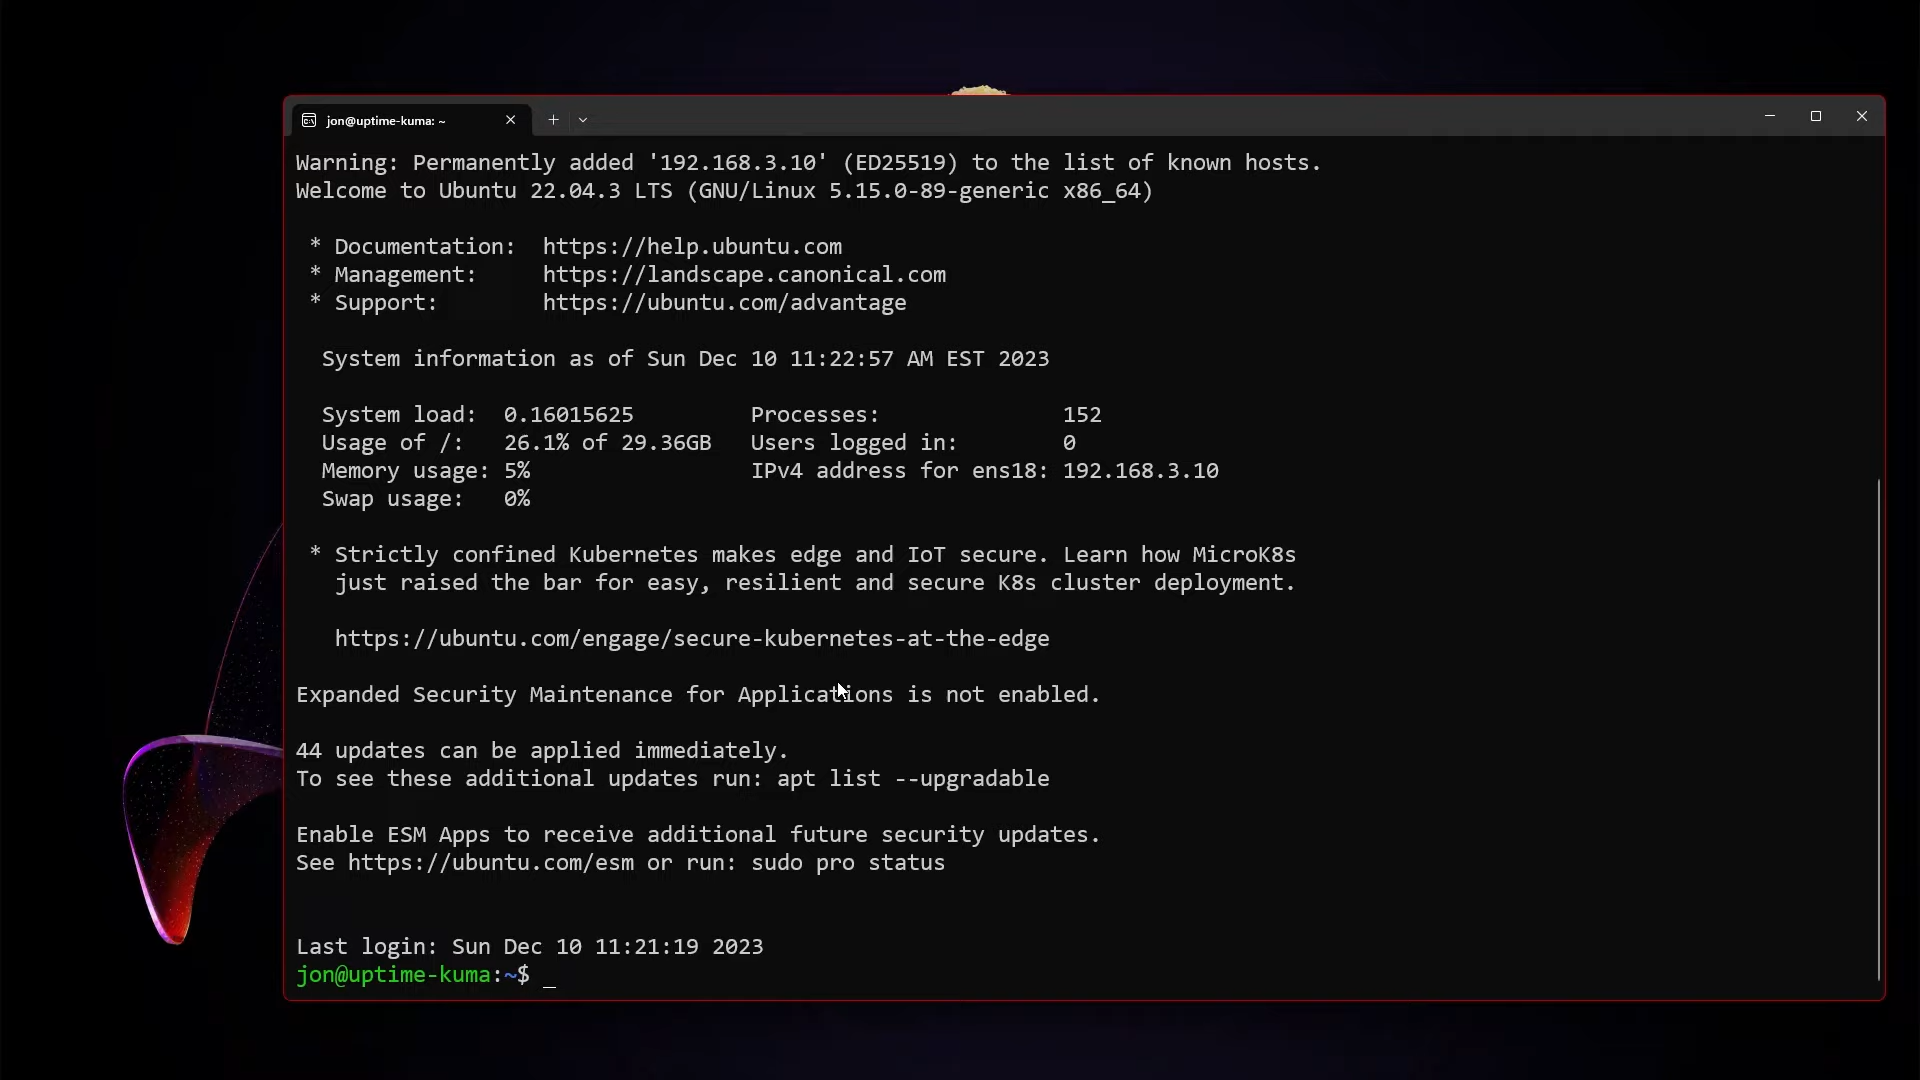 jon@uptime-kuma: ~
Warning: Permanently added '192.168.3.10' (ED25519) to the list of known hosts.
Welcome to Ubuntu 22.04.3 LTS (GNU/Linux 5.15.0-89-generic x86_64)
* Documentation:  https://help.ubuntu.com
* Management:     https://landscape.canonical.com
* Support:        https://ubuntu.com/advantage
System information as of Sun Dec 10 11:22:57 AM EST 2023
System load:  0.16015625         Processes:              152
Usage of /:   26.1% of 29.36GB   Users logged in:        0
Memory usage: 5%                 IPv4 address for ens18: 192.168.3.10
Swap usage:   0%
* Strictly confined Kubernetes makes edge and IoT secure. Learn how MicroK8s
just raised the bar for easy, resilient and secure K8s cluster deployment.
https://ubuntu.com/engage/secure-kubernetes-at-the-edge
Expanded Security Maintenance for Applications is not enabled.
44 updates can be applied immediately.
To see these additional updates run: apt list --upgradable
Enable ESM Apps to receive additional future security updates.
See https://ubuntu.com/esm or run: sudo pro status
Last login: Sun Dec 10 11:21:19 2023
jon@uptime-kuma:~$ _